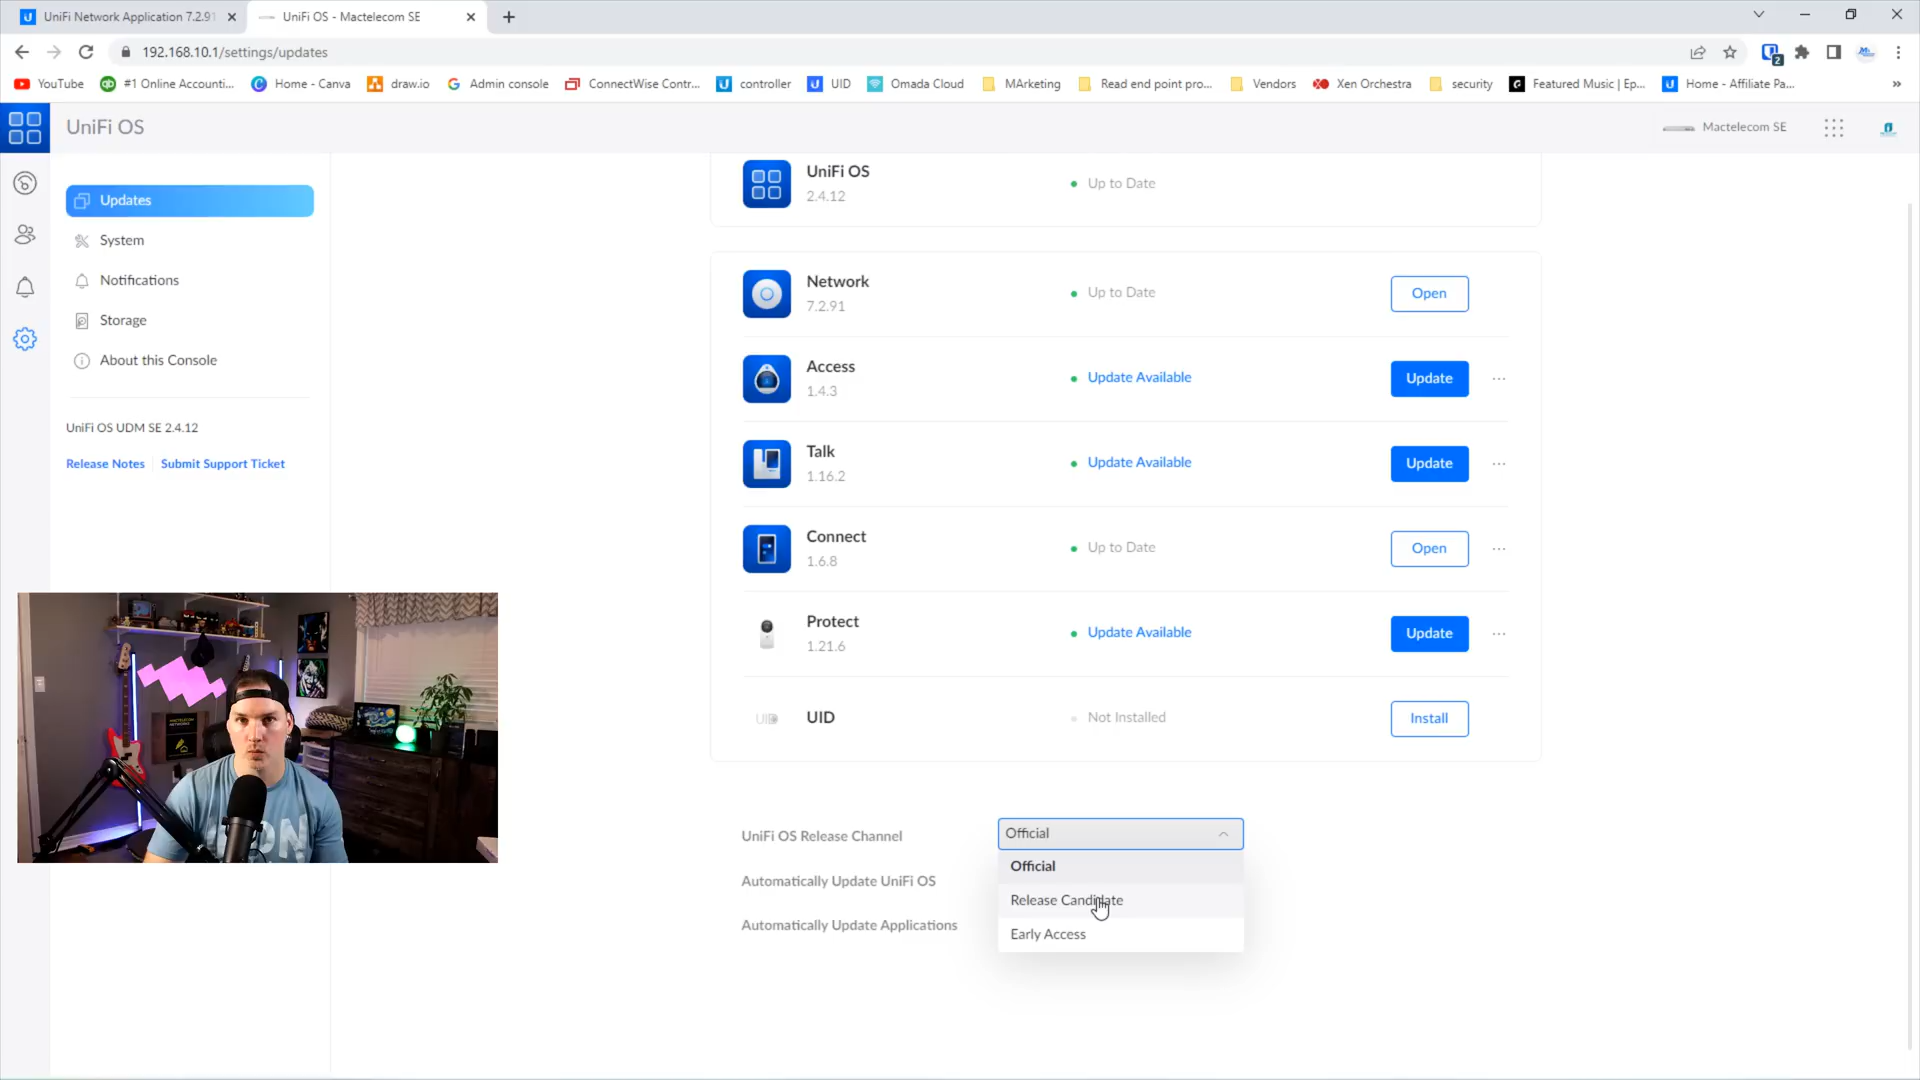 UniFi Network Application 7.2.91
UniFi OS - Mactelecom SE
192.168.10.1/settings/updates
2
YouTube
#1 Online Accounti...
Home - Canva
draw.io
Admin console
ConnectWise Contr...
controller
UID
Omada Cloud
MArketing
Read end point pro...
Vendors
Xen Orchestra
security
Featured Music | Ep...
Home - Affiliate Pa...
»
UniFi OS
Mactelecom SE
Updates
System
Notifications
Storage
About this Console
UniFi OS UDM SE 2.4.12
Release Notes
Submit Support Ticket
UniFi OS
2.4.12
Up to Date
Network
7.2.91
Up to Date
Open
Access
1.4.3
Update Available
Update
Talk
1.16.2
Update Available
Update
Connect
1.6.8
Up to Date
Open
Protect
1.21.6
Update Available
Update
UID
UID
Not Installed
Install
UniFi OS Release Channel
Official
Official
Release Candidate
Early Access
Automatically Update UniFi OS
Automatically Update Applications
MACTELECOM
NETWORKS